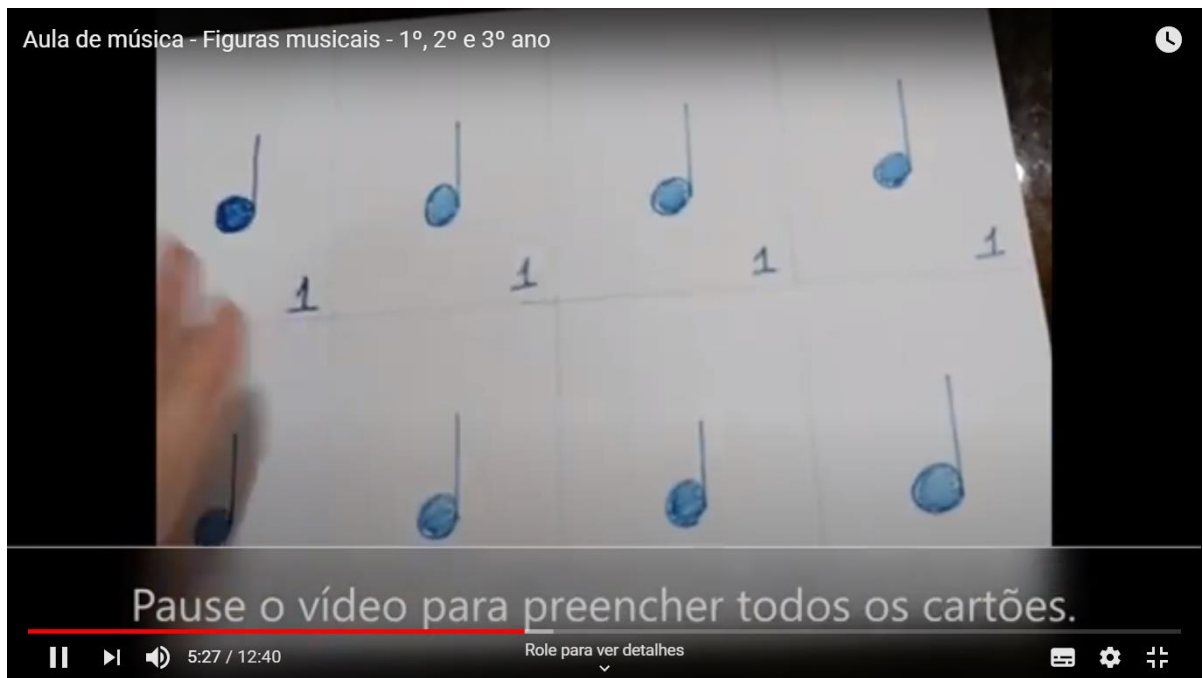 Aula de música - Figuras musicais - 1º, 2º e 3º ano
1 1 1 1
Pause o vídeo para preencher todos os cartões.
5:27 / 12:40
Role para ver detalhes